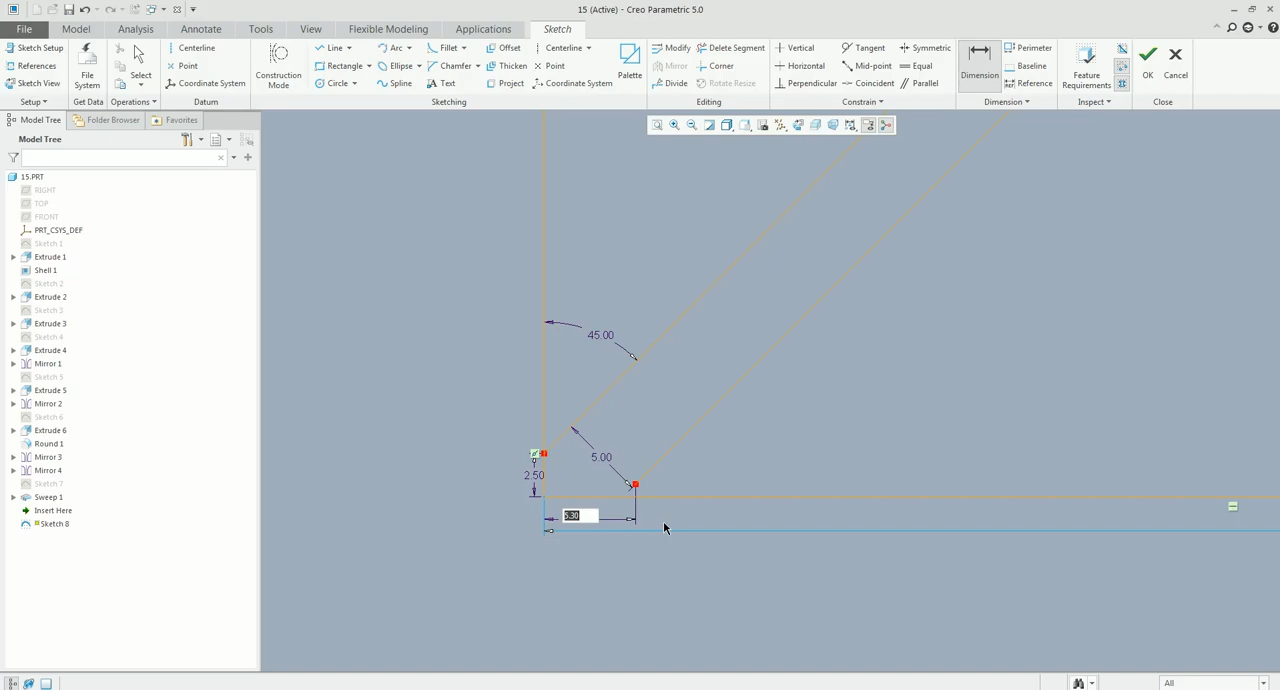 15 (Active) - Creo Parametric 5.0
File Model Analysis Annotate Tools View Flexible Modeling Applications Sketch
Sketch Setup
References
Sketch View
Setup
File System
Get Data
Select
Operations
Centerline
Point
Coordinate System
Datum
Construction Mode
Line
Rectangle
Circle
Arc
Ellipse
Spline
Fillet
Chamfer
Text
Offset
Thicken
Project
Centerline
Point
Coordinate System
Palette
Sketching
Modify
Mirror
Divide
Delete Segment
Corner
Rotate Resize
Editing
Vertical
Horizontal
Perpendicular
Tangent
Mid-point
Coincident
Symmetric
Equal
Parallel
Constrain
Dimension
Perimeter
Baseline
Reference
Dimension
Feature Requirements
Inspect
OK
Cancel
Close
Model Tree Folder Browser Favorites
Model Tree
15.PRT
RIGHT
TOP
FRONT
PRT_CSYS_DEF
Sketch 1
Extrude 1
Shell 1
Sketch 2
Extrude 2
Sketch 3
Extrude 3
Sketch 4
Extrude 4
Mirror 1
Sketch 5
Extrude 5
Mirror 2
Sketch 6
Extrude 6
Round 1
Mirror 3
Mirror 4
Sketch 7
Sweep 1
Insert Here
Sketch 8
45.00
5.00
2.50
5.30
All